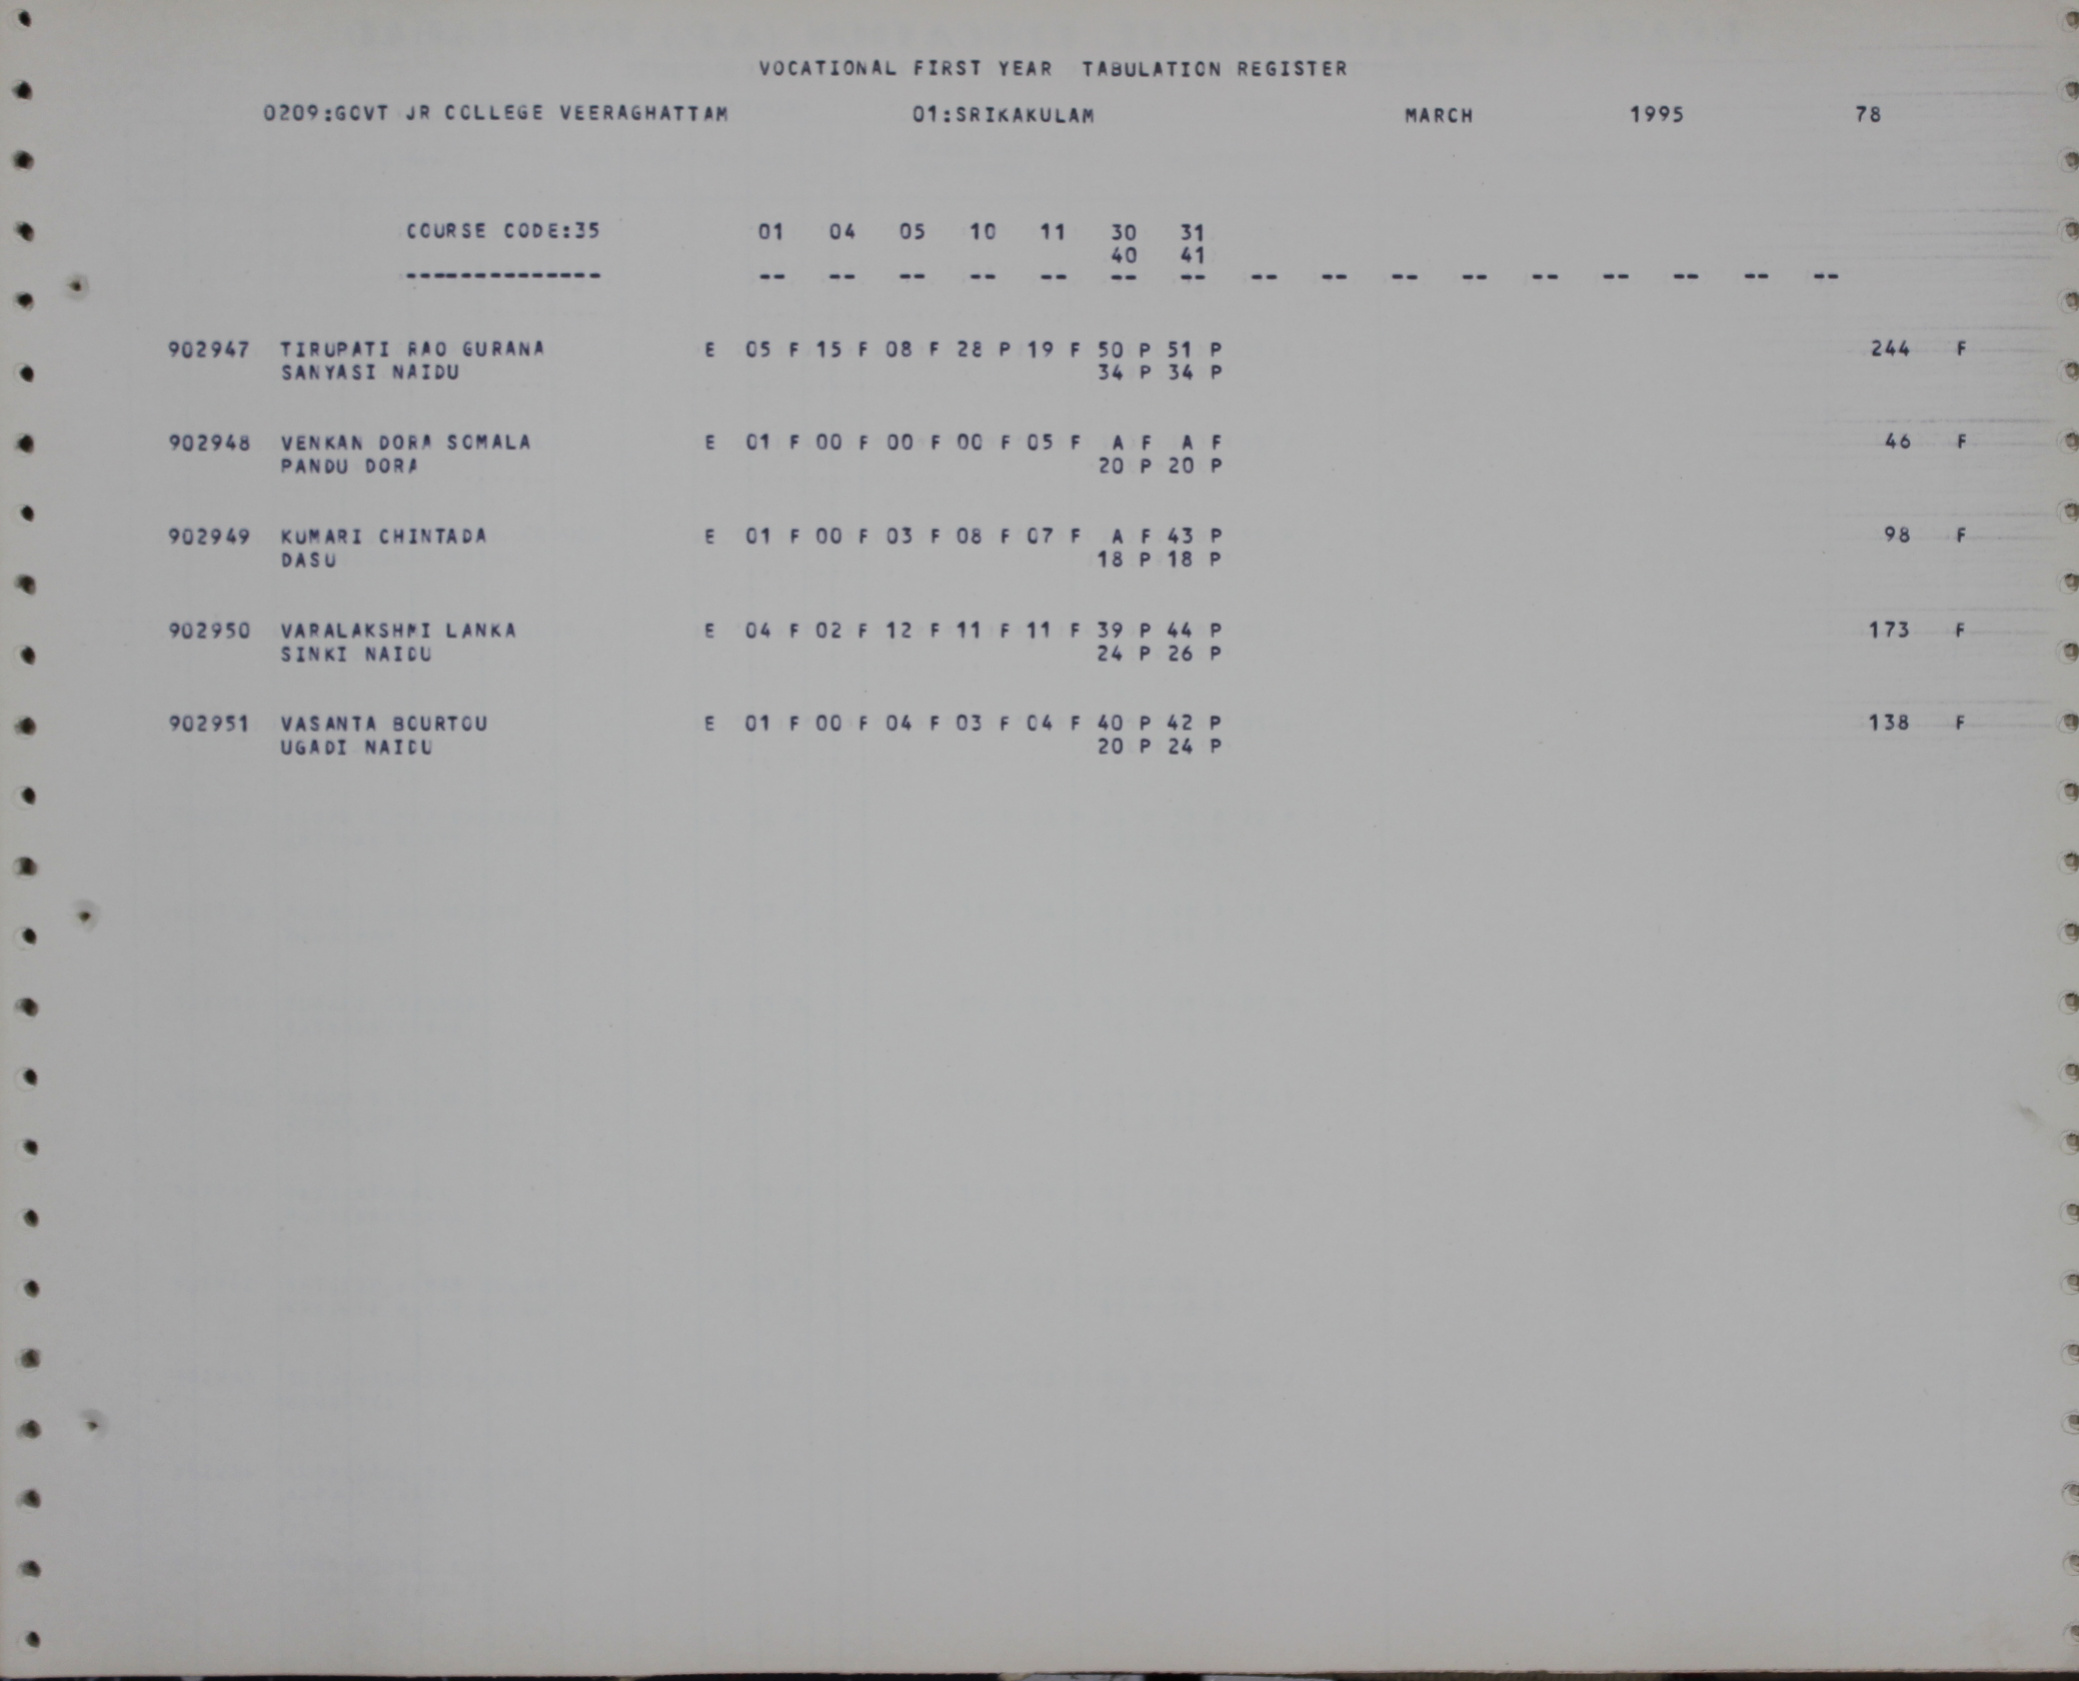 VOCATIONAL FIRST YEAR TABULATION REGISTER
0209:GOVT JR COLLEGE VEERAGHATTAM 01:SRIKAKULAM MARCH 1995 78
COURSE CODE:35 01 04 05 10 11 30 31
40 41
-------------- -- -- -- -- -- -- -- -- -- -- -- -- -- -- -- --
902947 TIRUPATI RAO GURANA E 05 F 15 F 08 F 28 P 19 F 50 P 51 P 244 F
SANYASI NAIDU 34 P 34 P
902948 VENKAN DORA SOMALA E 01 F 00 F 00 F 00 F 05 F A F A F 46 F
PANDU DORA 20 P 20 P
902949 KUMARI CHINTADA E 01 F 00 F 03 F 08 F 07 F A F 43 P 98 F
DASU 18 P 18 P
902950 VARALAKSHMI LANKA E 04 F 02 F 12 F 11 F 11 F 39 P 44 P 173 F
SINKI NAIDU 24 P 26 P
902951 VASANTA BOURTOU E 01 F 00 F 04 F 03 F 04 F 40 P 42 P 138 F
UGADI NAIDU 20 P 24 P